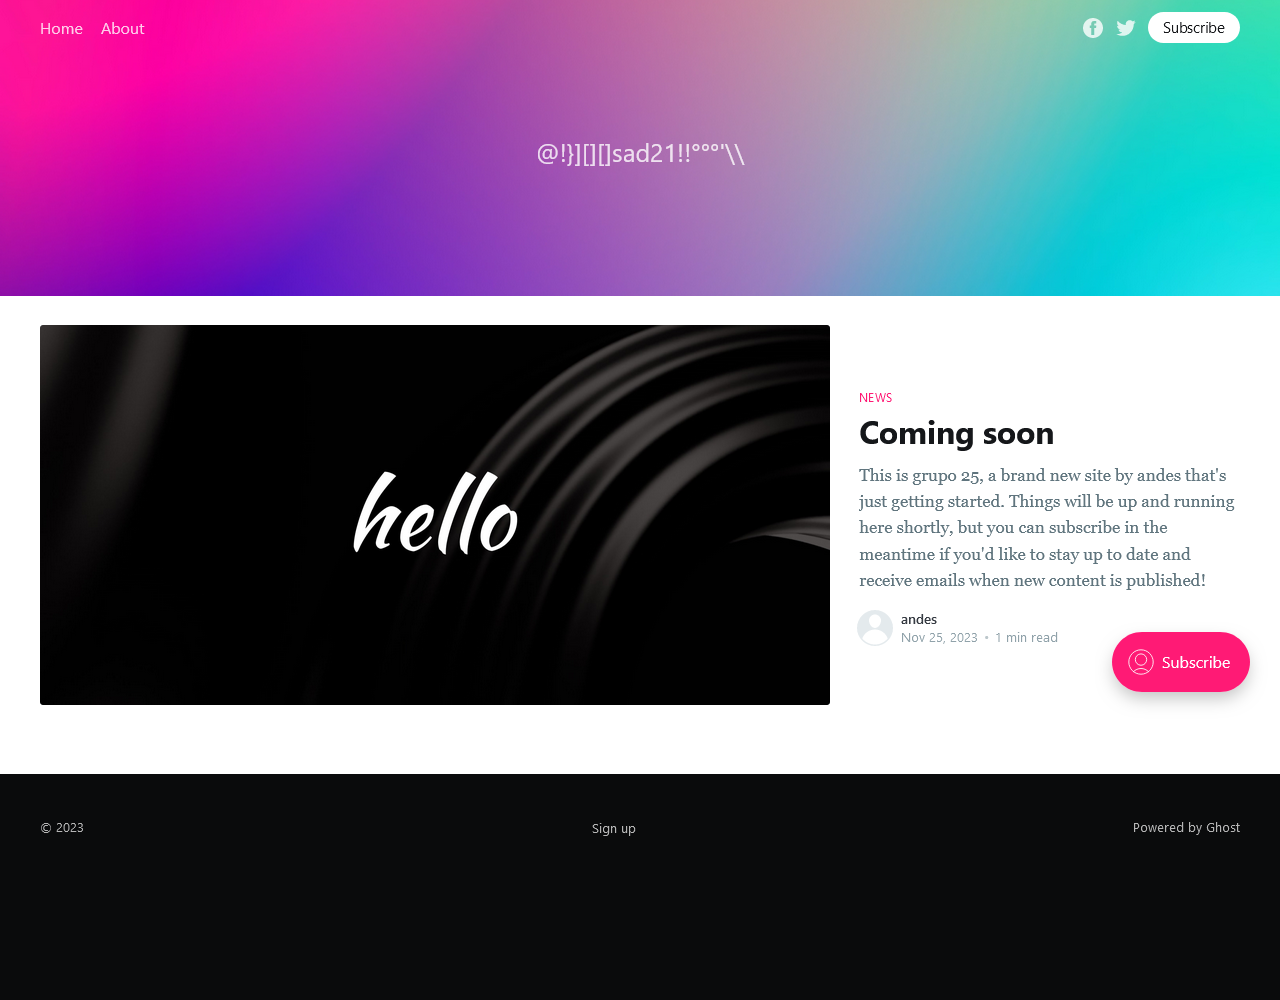 Home About Subscribe
@!}][][]sad21!!°°°'\\
hello
NEWS
Coming soon
This is grupo 25, a brand new site by andes that's
just getting started. Things will be up and running
here shortly, but you can subscribe in the
meantime if you'd like to stay up to date and
receive emails when new content is published!
andes
Nov 25, 2023 • 1 min read
Subscribe
© 2023 Sign up Powered by Ghost